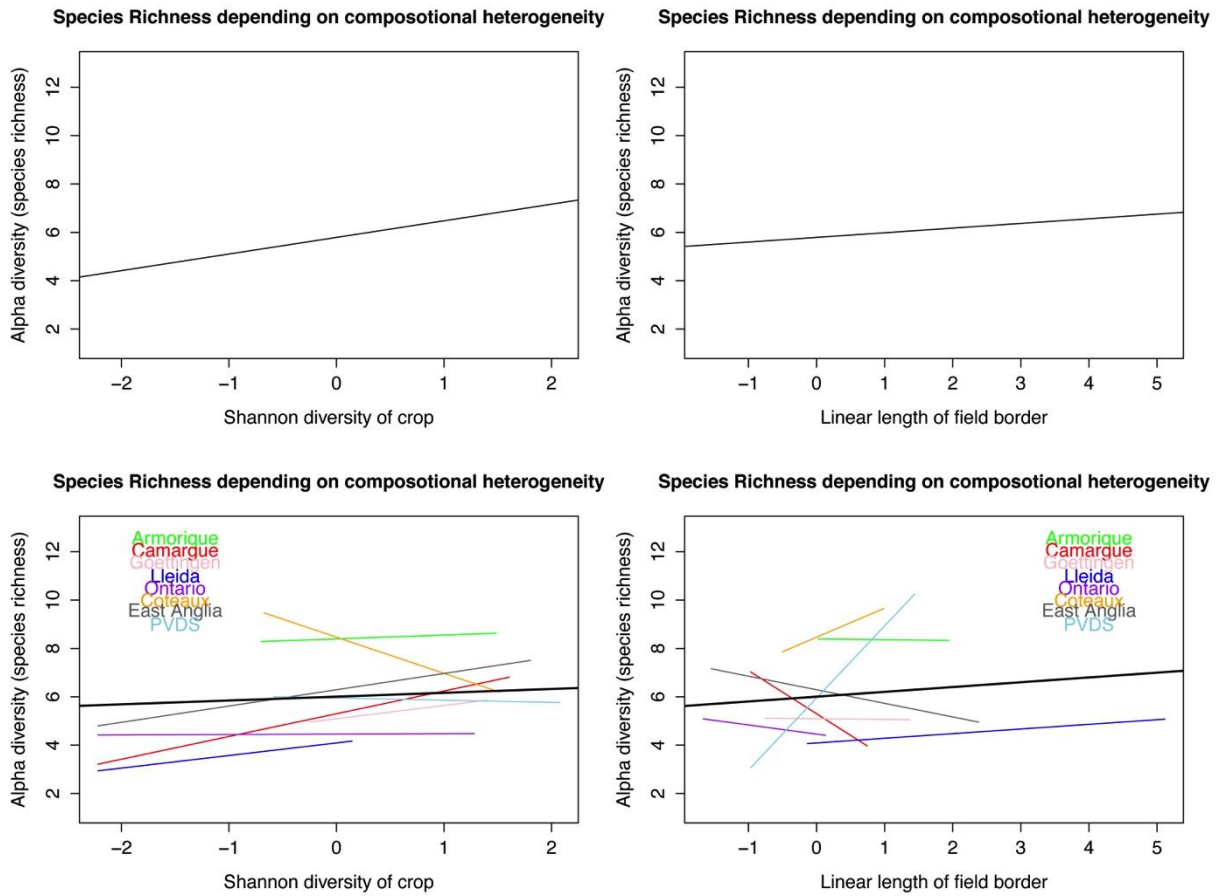 Species Richness depending on composotional heterogeneity
Alpha diversity (species richness)
12
10
8
6
4
2
−2 −1 0 1 2
Shannon diversity of crop
Species Richness depending on composotional heterogeneity
Alpha diversity (species richness)
12
10
8
6
4
2
−1 0 1 2 3 4 5
Linear length of field border
Species Richness depending on composotional heterogeneity
Alpha diversity (species richness)
12
10
8
6
4
2
Armorique
Camargue
Goettingen
Lleida
Ontario
Coteaux
East Anglia
PVDS
−2 −1 0 1 2
Shannon diversity of crop
Species Richness depending on composotional heterogeneity
Alpha diversity (species richness)
12
10
8
6
4
2
Armorique
Camargue
Goettingen
Lleida
Ontario
Coteaux
East Anglia
PVDS
−1 0 1 2 3 4 5
Linear length of field border